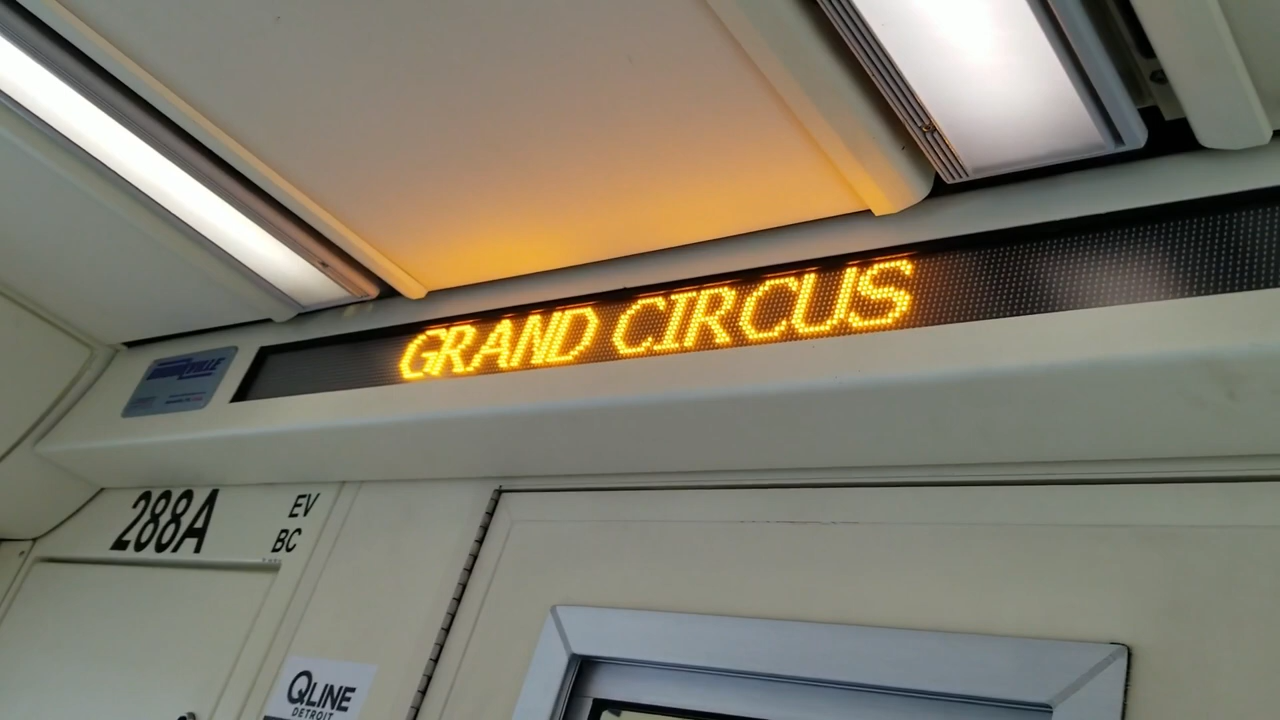 GRAND CIRCUS
288A
EV
BC
QLINE
DETROIT